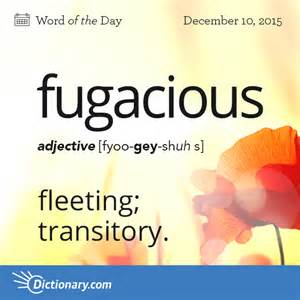 Word of the Day
December 10, 2015
fugacious
adjective [fyoo-gey-shuh s]
fleeting;
transitory.
Dictionary.com